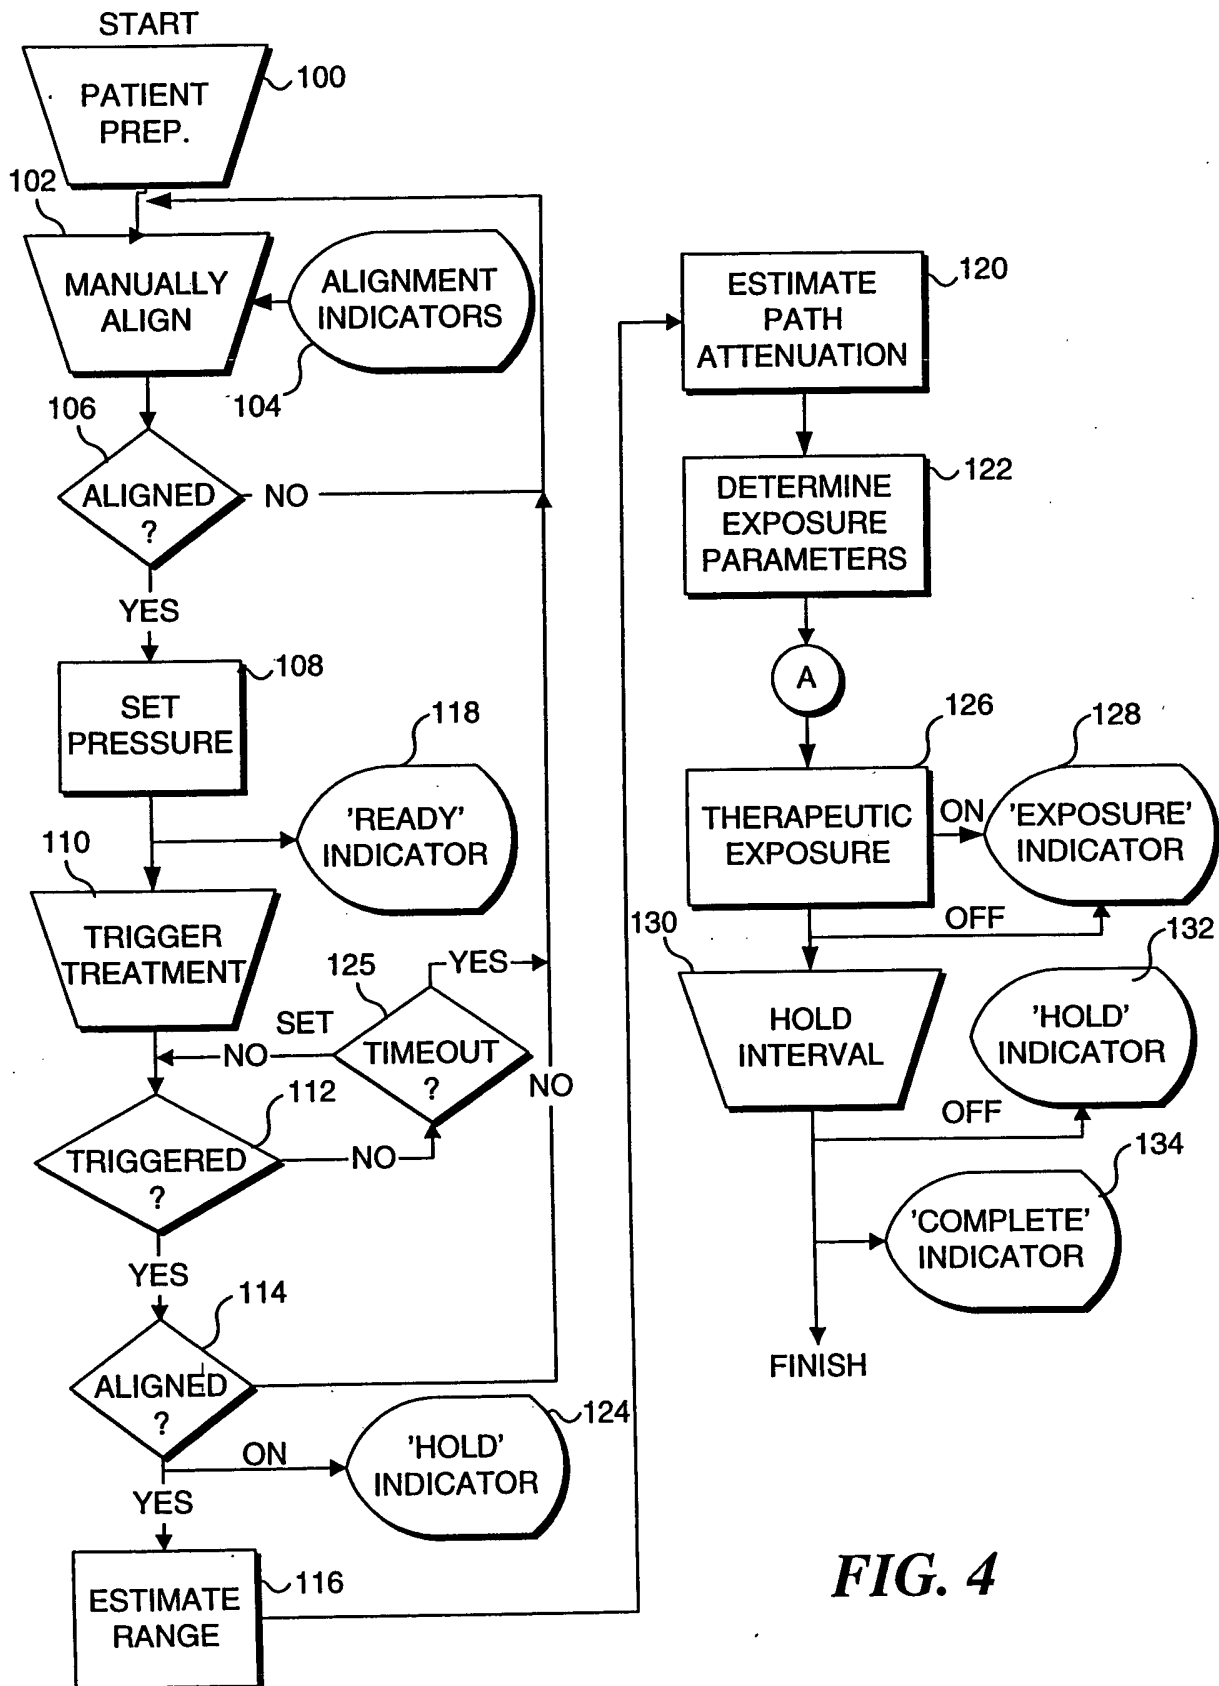 START
PATIENT
PREP.
100
102
MANUALLY
ALIGN
ALIGNMENT
INDICATORS
104
106
ALIGNED
?
NO
YES
108
SET
PRESSURE
118
'READY'
INDICATOR
110
TRIGGER
TREATMENT
125
YES
SET
NO
TIMEOUT
?
NO
112
TRIGGERED
?
NO
YES
114
ALIGNED
?
124
ON
'HOLD'
INDICATOR
YES
116
ESTIMATE
RANGE
120
ESTIMATE
PATH
ATTENUATION
122
DETERMINE
EXPOSURE
PARAMETERS
A
126
128
THERAPEUTIC
EXPOSURE
ON
'EXPOSURE'
INDICATOR
OFF
130
132
HOLD
INTERVAL
'HOLD'
INDICATOR
OFF
134
'COMPLETE'
INDICATOR
FINISH
FIG. 4